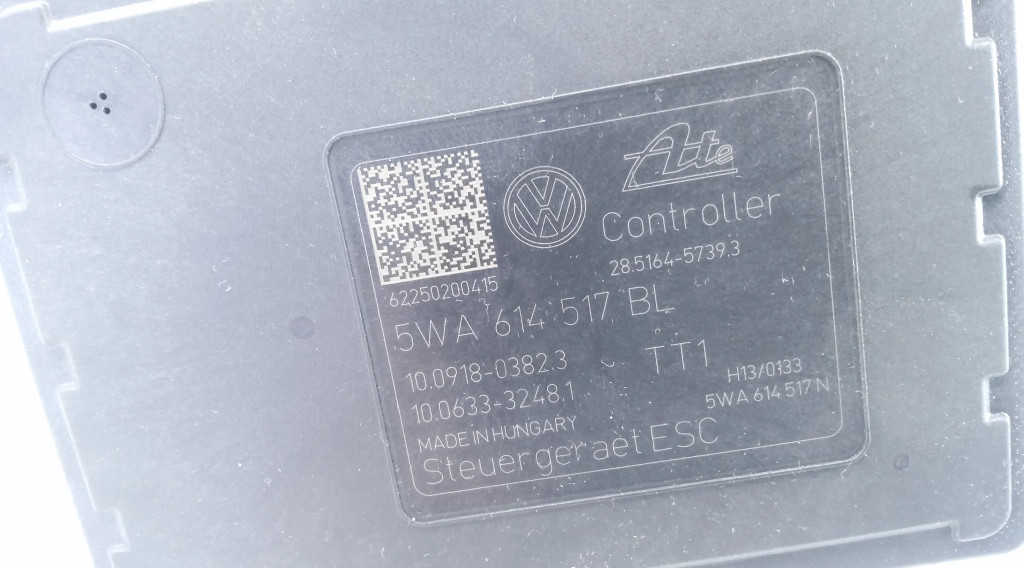 Ate
Controller
28.5164-5739.3
62250200415
5WA 614 517 BL
10.0918-0382.3
TT1
10.0633-3248.1
H13/0133
5WA 614 517 N
MADE IN HUNGARY
Steuergeraet ESC